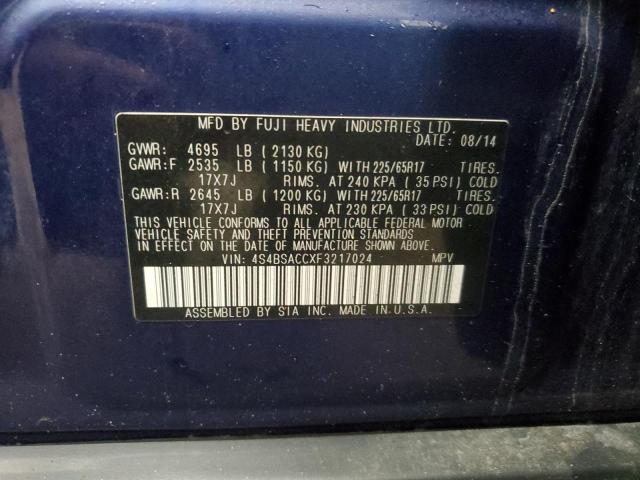 MFD BY FUJI HEAVY INDUSTRIES LTD.
DATE: 08/14
GVWR: 4695 LB ( 2130 KG)
GAWR:F 2535 LB ( 1150 KG) WITH 225/65R17 TIRES.
17X7J RIMS. AT 240 KPA ( 35 PSI) COLD
GAWR:R 2645 LB ( 1200 KG) WITH 225/65R17 TIRES.
17X7J RIMS. AT 230 KPA ( 33 PSI) COLD
THIS VEHICLE CONFORMS TO ALL APPLICABLE FEDERAL MOTOR
VEHICLE SAFETY AND THEFT PREVENTION STANDARDS
IN EFFECT ON THE DATE OF MANUFACTURE SHOWN ABOVE.
VIN: 4S4BSACCXF3217024 MPV
ASSEMBLED BY SIA INC. MADE IN U.S.A.